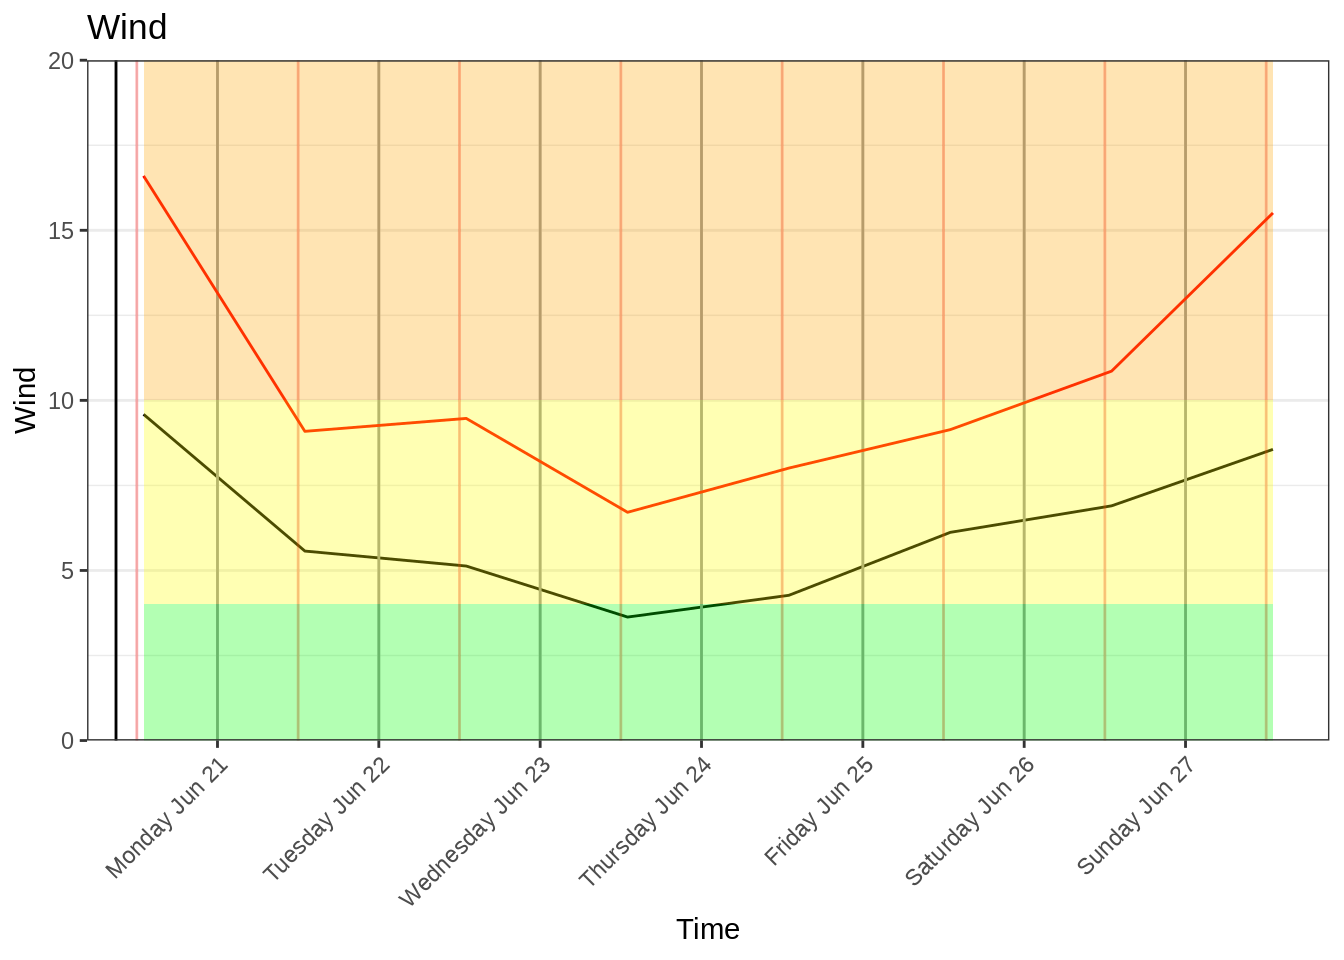 Wind
20
15
10
5
0
Wind
Monday Jun 21
Tuesday Jun 22
Wednesday Jun 23
Thursday Jun 24
Friday Jun 25
Saturday Jun 26
Sunday Jun 27
Time